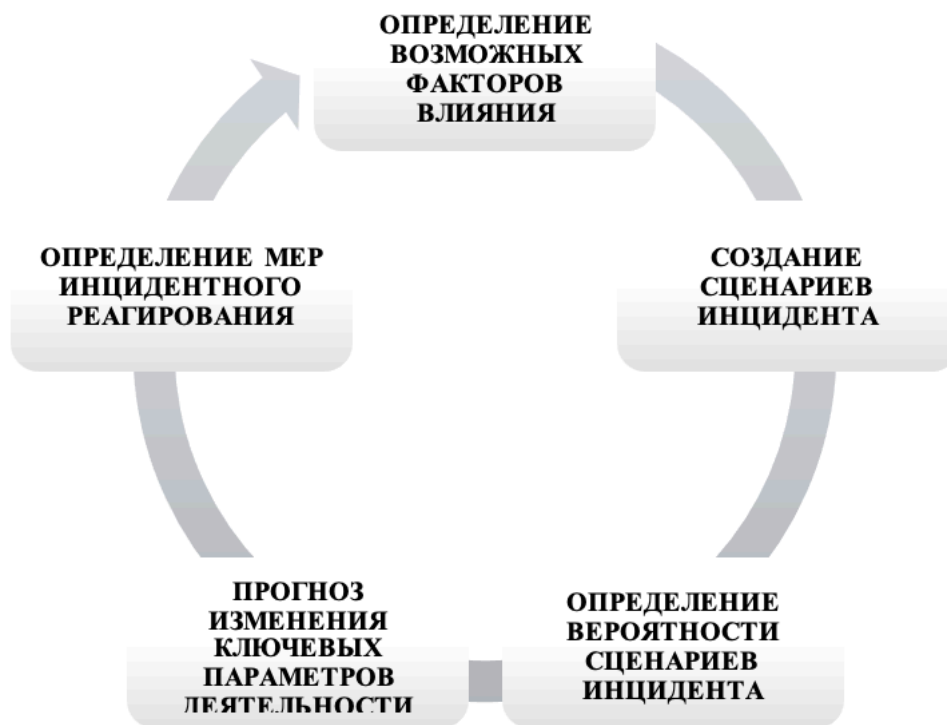 ОПРЕДЕЛЕНИЕ
ВОЗМОЖНЫХ
ФАКТОРОВ
ВЛИЯНИЯ
СОЗДАНИЕ
СЦЕНАРИЕВ
ИНЦИДЕНТА
ОПРЕДЕЛЕНИЕ
ВЕРОЯТНОСТИ
СЦЕНАРИЕВ
ИНЦИДЕНТА
ПРОГНОЗ
ИЗМЕНЕНИЯ
КЛЮЧЕВЫХ
ПАРАМЕТРОВ
ДЕЯТЕЛЬНОСТИ
ОПРЕДЕЛЕНИЕ МЕР
ИНЦИДЕНТНОГО
РЕАГИРОВАНИЯ